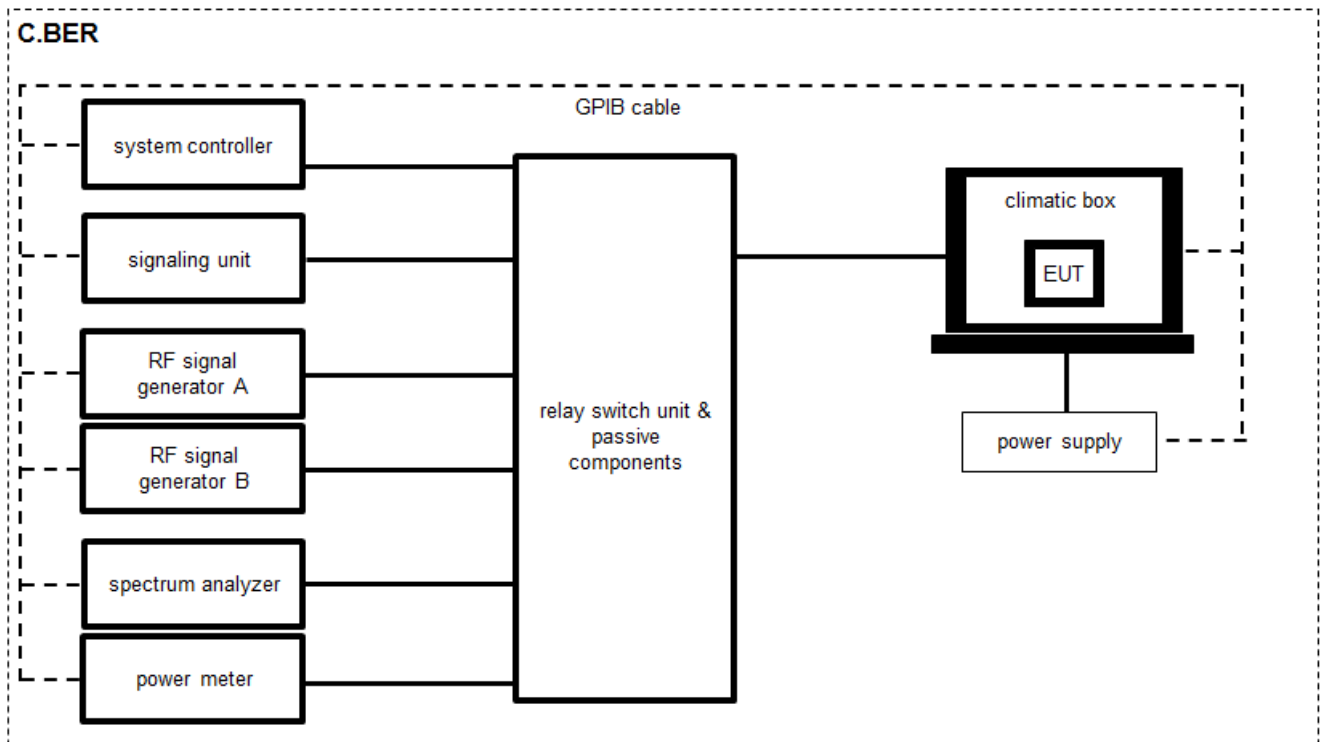 C.BER
GPIB cable
system controller
signaling unit
RF signal
generator A
RF signal
generator B
spectrum analyzer
power meter
relay switch unit &
passive
components
climatic box
EUT
power supply